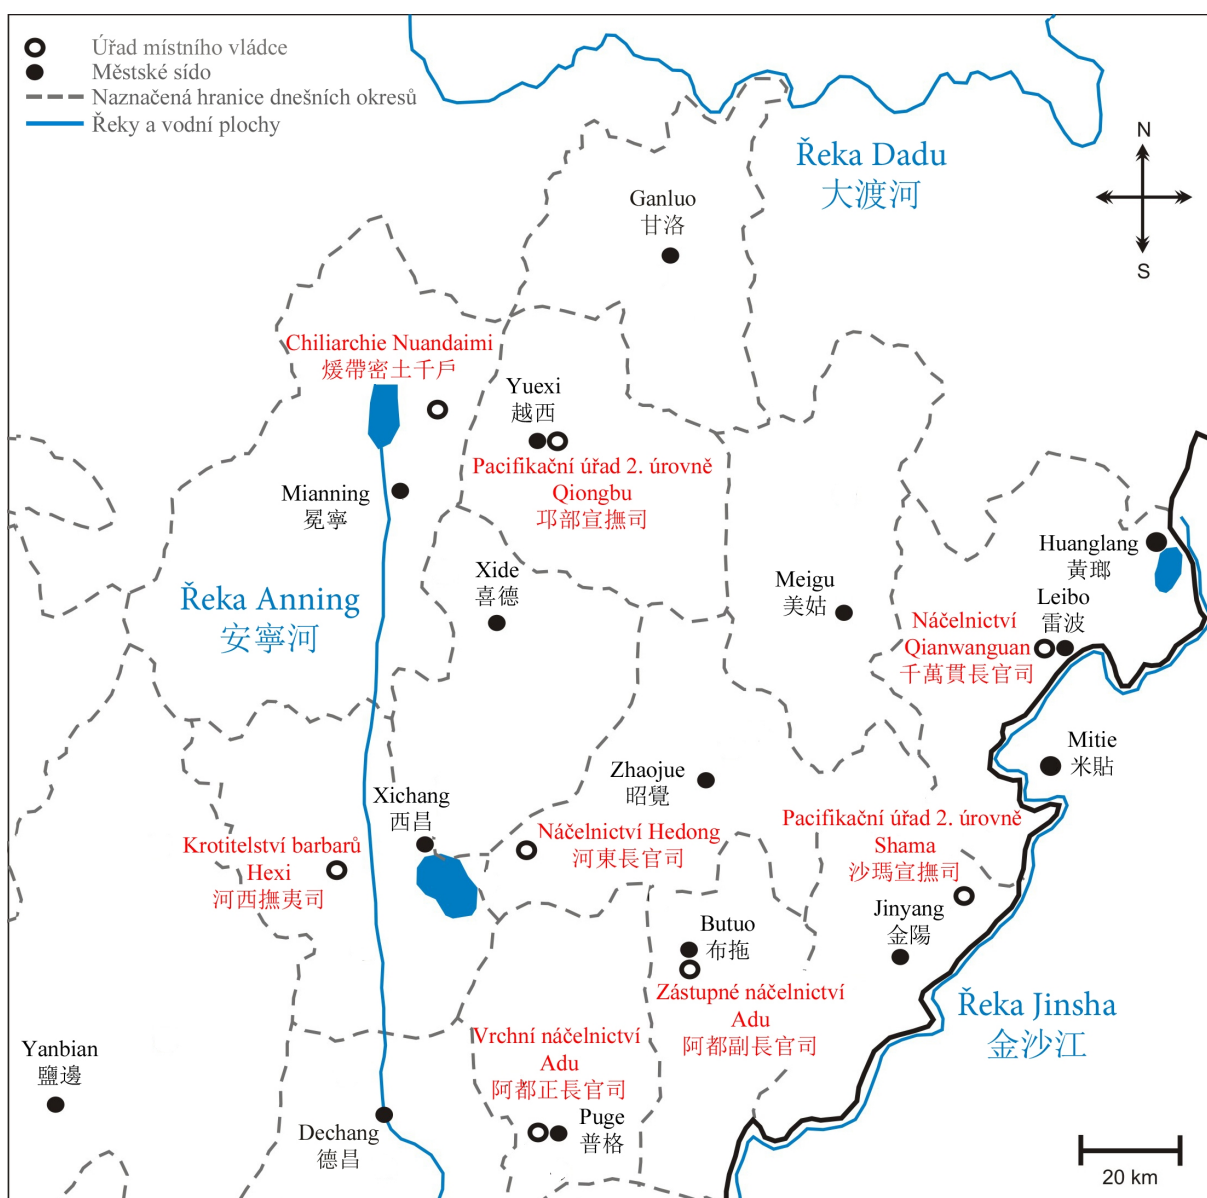 Úřad místního vládce
Městské sído
Naznačená hranice dnešních okresů
Řeky a vodní plochy
Řeka Dadu
大渡河
N
S
Ganluo
甘洛
Chiliarchie Nuandaimi
煖帶密土千戶
Yuexi
越西
Pacifikační úřad 2. úrovně
Qiongbu
邛部宣撫司
Mianning
冕寧
Huanglang
黃瑯
Xide
喜德
Meigu
美姑
Řeka Anning
安寧河
Leibo
雷波
Náčelnictví
Qianwanguan
千萬貫長官司
Mitie
米貼
Zhaojue
昭覺
Xichang
西昌
Pacifikační úřad 2. úrovně
Shama
沙瑪宣撫司
Náčelnictví Hedong
河東長官司
Krotitelství barbarů
Hexi
河西撫夷司
Jinyang
金陽
Butuo
布拖
Zástupné náčelnictví
Adu
阿都副長官司
Řeka Jinsha
金沙江
Vrchní náčelnictví
Adu
阿都正長官司
Yanbian
鹽邊
Puge
普格
Dechang
德昌
20 km